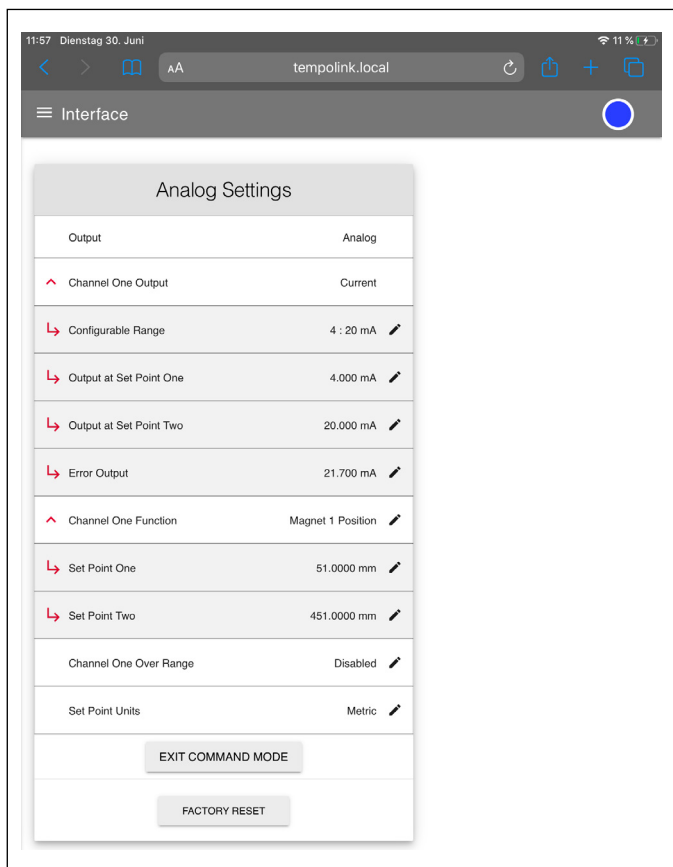 11:57 Dienstag 30. Juni 11 %
AA tempolink.local
Interface
Analog Settings
Output Analog
Channel One Output Current
Configurable Range 4 : 20 mA
Output at Set Point One 4.000 mA
Output at Set Point Two 20.000 mA
Error Output 21.700 mA
Channel One Function Magnet 1 Position
Set Point One 51.0000 mm
Set Point Two 451.0000 mm
Channel One Over Range Disabled
Set Point Units Metric
EXIT COMMAND MODE
FACTORY RESET